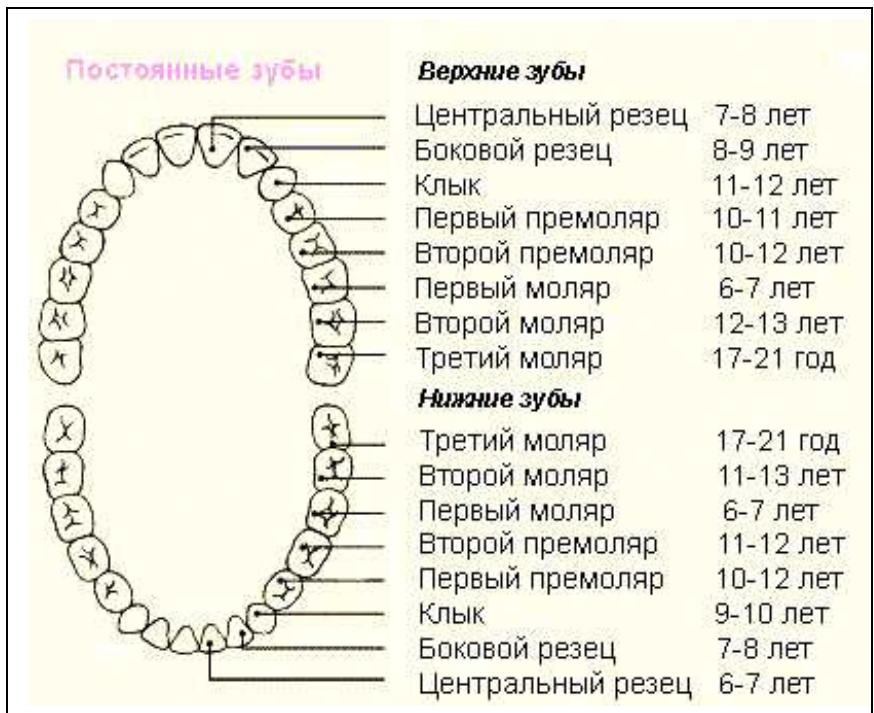 Постоянные зубы
Верхние зубы
Центральный резец 7-8 лет
Боковой резец 8-9 лет
Клык 11-12 лет
Первый премоляр 10-11 лет
Второй премоляр 10-12 лет
Первый моляр 6-7 лет
Второй моляр 12-13 лет
Третий моляр 17-21 год
Нижние зубы
Третий моляр 17-21 год
Второй моляр 11-13 лет
Первый моляр 6-7 лет
Второй премоляр 11-12 лет
Первый премоляр 10-12 лет
Клык 9-10 лет
Боковой резец 7-8 лет
Центральный резец 6-7 лет